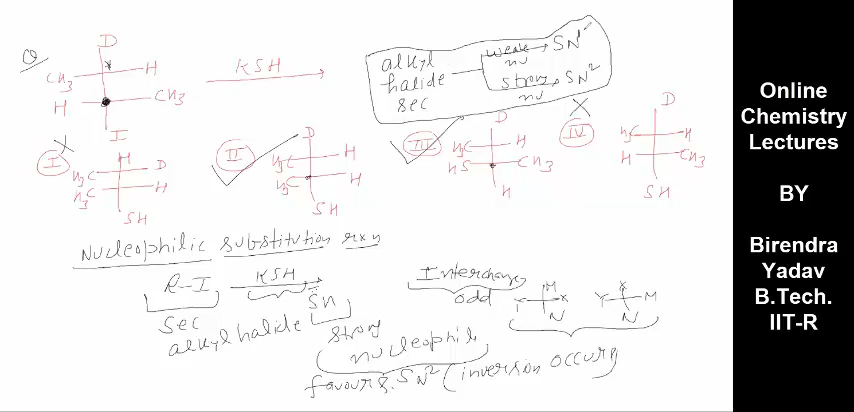 Q
D
CH3 * H
H CH3
I
KSH
alkyl halide sec
weak nu → SN1
strong nu → SN2
I
H
H3C D
H3C H
SH
II
D
H3C H
H3C H
SH
III
D
H3C H
HS CH3
H
IV
D
H3C H
H CH3
SH
Nucleophilic substitution rxn
R-I KSH → SH
Sec alkyl halide
strong nucleophil
favours SN2 (inversion occurs)
Interchange
odd
M
Y X
N
X
Y M
N
Online
Chemistry
Lectures
BY
Birendra
Yadav
B.Tech.
IIT-R